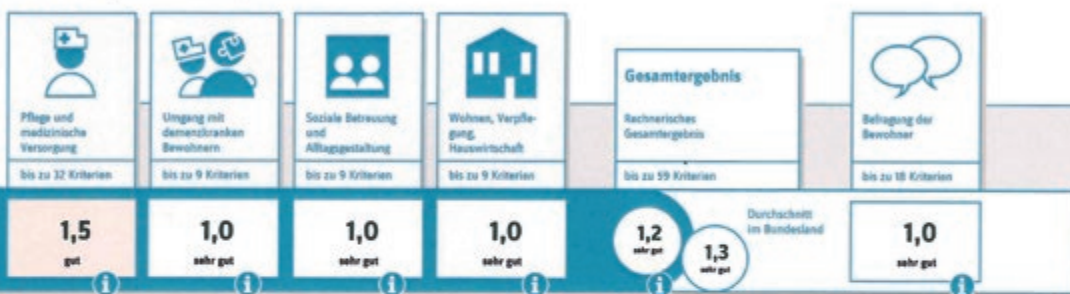 Pflege und
medizinische
Versorgung
bis zu 32 Kriterien
1,5
gut
Umgang mit
demenzkranken
Bewohnern
bis zu 9 Kriterien
1,0
sehr gut
Soziale Betreuung
und
Alltagsgestaltung
bis zu 9 Kriterien
1,0
sehr gut
Wohnen, Verpfle-
gung,
Hauswirtschaft
bis zu 9 Kriterien
1,0
sehr gut
Gesamtergebnis
Rechnerisches
Gesamtergebnis
bis zu 59 Kriterien
1,2
sehr gut
1,3
sehr gut
Durchschnitt
im Bundesland
Befragung der
Bewohner
bis zu 18 Kriterien
1,0
sehr gut